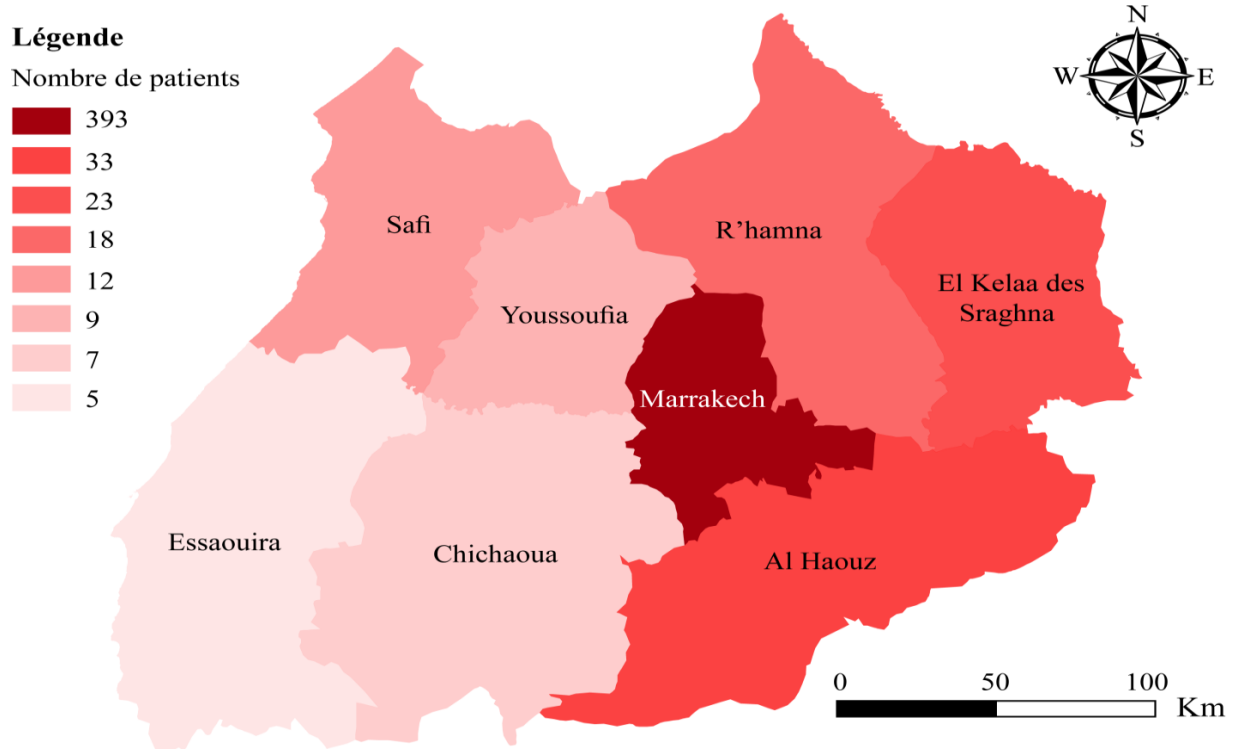 Légende
Nombre de patients
393
33
23
18
12
9
7
5
N
W
E
S
Safi
R’hamna
El Kelaa des
Sraghna
Youssoufia
Marrakech
Essaouira
Chichaoua
Al Haouz
0 50 100
Km